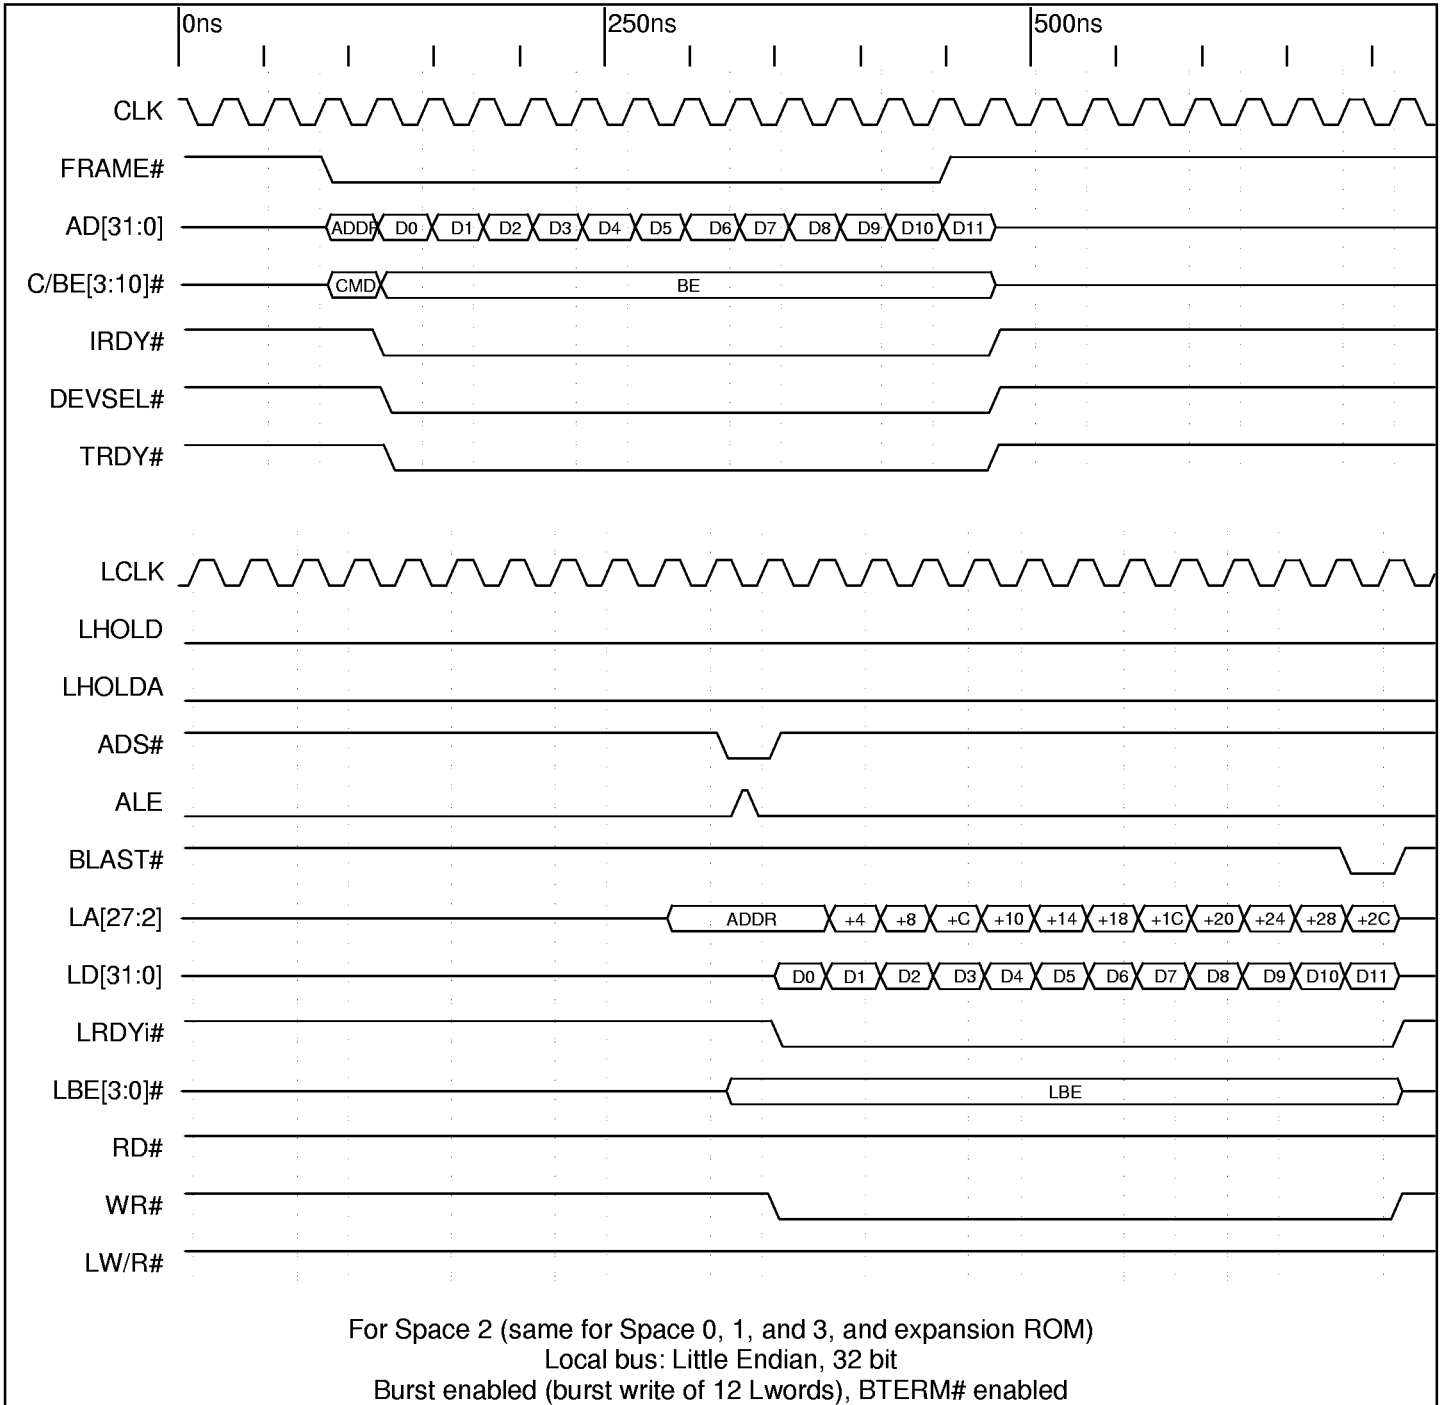 0ns 250ns 500ns
CLK
FRAME#
AD[31:0] ADDR D0 D1 D2 D3 D4 D5 D6 D7 D8 D9 D10 D11
C/BE[3:10]# CMD BE
IRDY#
DEVSEL#
TRDY#
LCLK
LHOLD
LHOLDA
ADS#
ALE
BLAST#
LA[27:2] ADDR +4 +8 +C +10 +14 +18 +1C +20 +24 +28 +2C
LD[31:0] D0 D1 D2 D3 D4 D5 D6 D7 D8 D9 D10 D11
LRDYi#
LBE[3:0]# LBE
RD#
WR#
LW/R#
For Space 2 (same for Space 0, 1, and 3, and expansion ROM)
Local bus: Little Endian, 32 bit
Burst enabled (burst write of 12 Lwords), BTERM# enabled